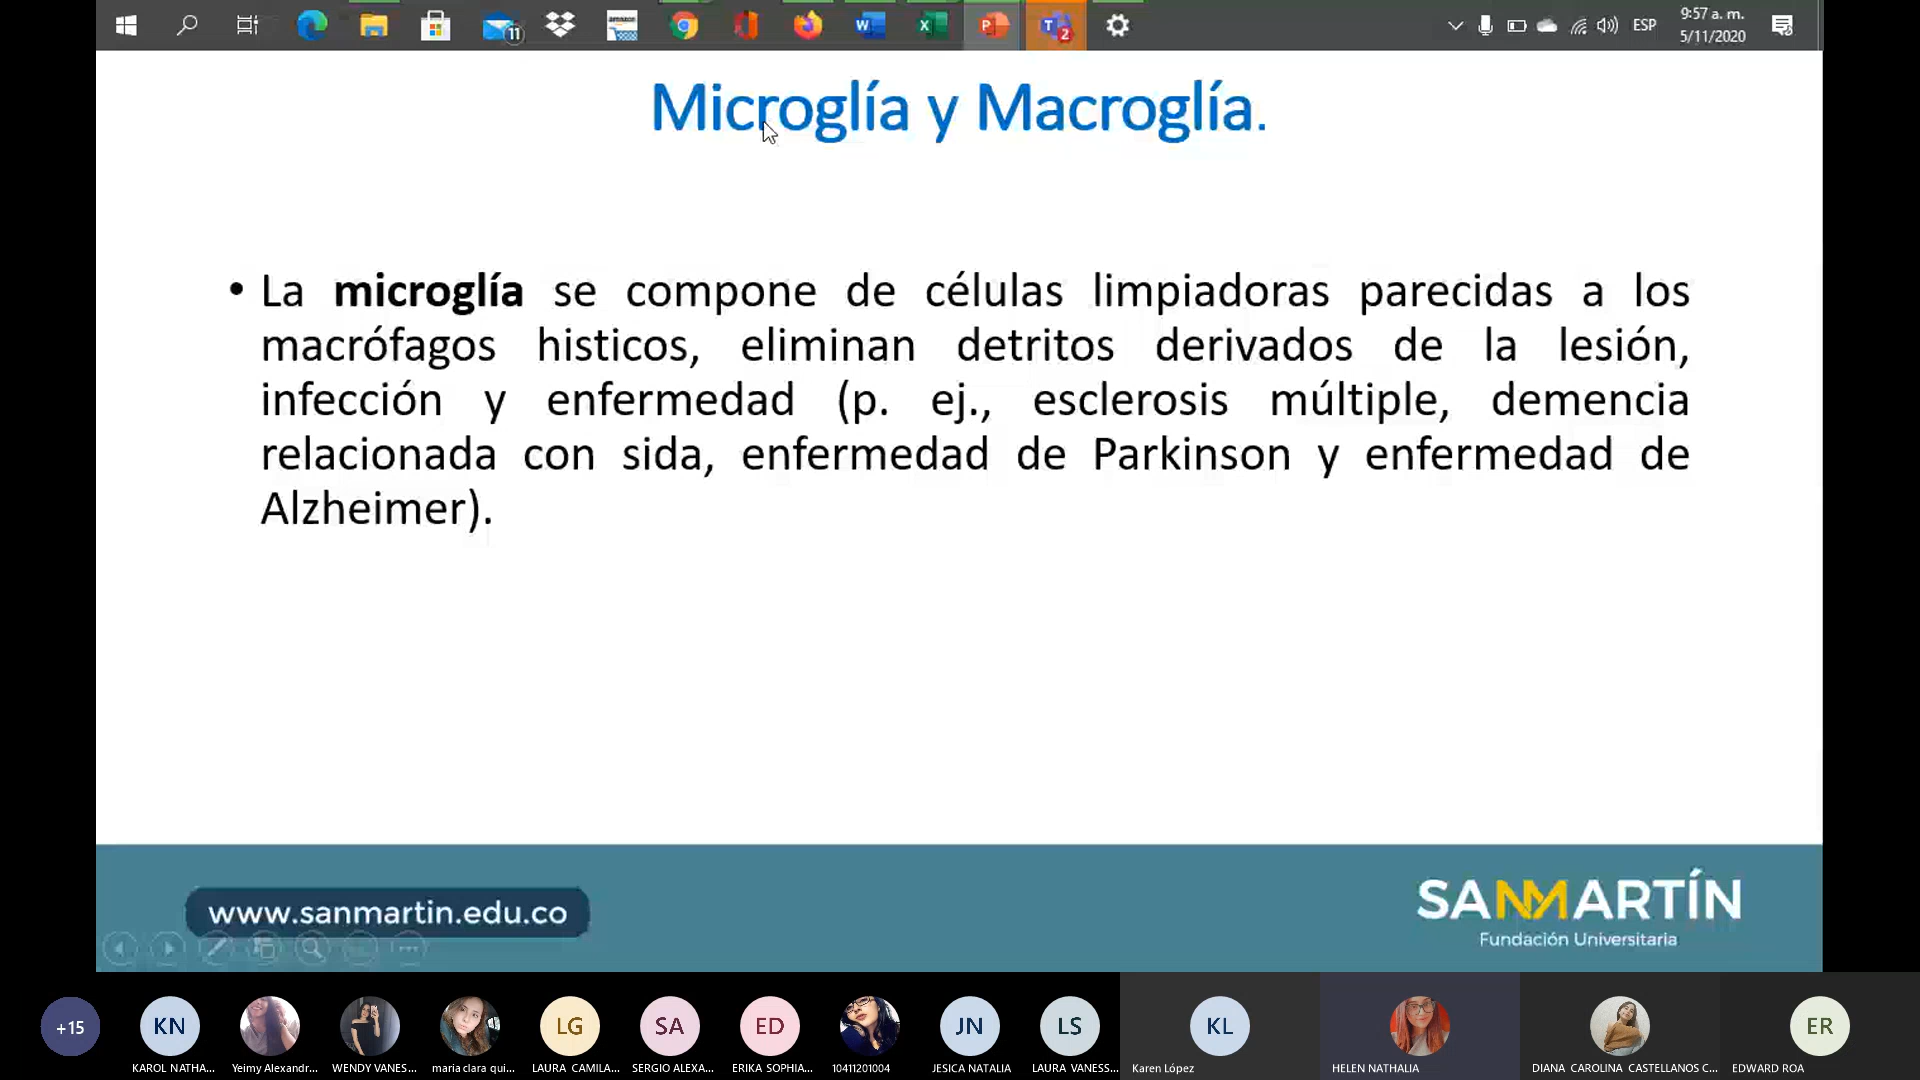 11
2
ESP
9:57 a. m.
5/11/2020
Microglía y Macroglía.
• La microglía se compone de células limpiadoras parecidas a los
macrófagos histicos, eliminan detritos derivados de la lesión,
infección y enfermedad (p. ej., esclerosis múltiple, demencia
relacionada con sida, enfermedad de Parkinson y enfermedad de
Alzheimer).
www.sanmartin.edu.co
SANMARTÍN
Fundación Universitaria
+15
KN
LG
SA
ED
JN
LS
KL
ER
KAROL NATHA...
Yeimy Alexandr...
WENDY VANES...
maria clara qui...
LAURA CAMILA...
SERGIO ALEXA...
ERIKA SOPHIA...
10411201004
JESICA NATALIA
LAURA VANESS...
Karen López
HELEN NATHALIA
DIANA CAROLINA CASTELLANOS C...
EDWARD ROA